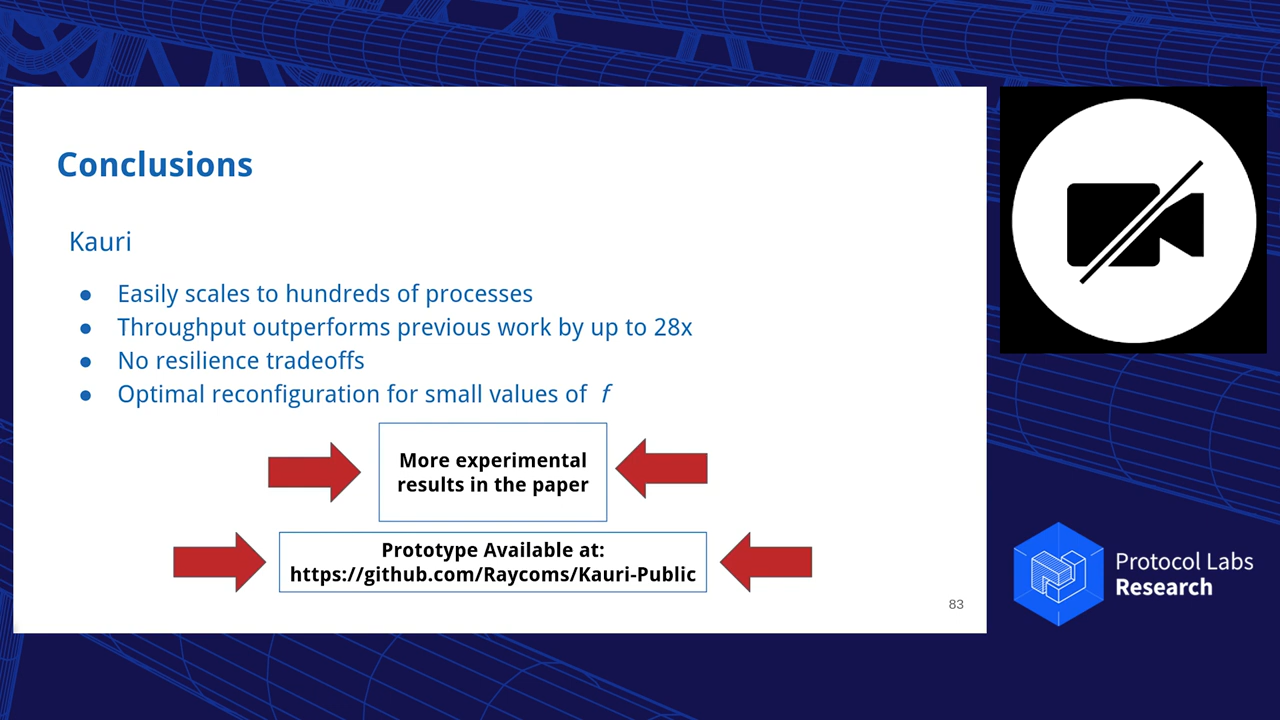 Conclusions
Kauri
● Easily scales to hundreds of processes
● Throughput outperforms previous work by up to 28x
● No resilience tradeoffs
● Optimal reconfiguration for small values of f
More experimental
results in the paper
Prototype Available at:
https://github.com/Raycoms/Kauri-Public
83
Protocol Labs
Research